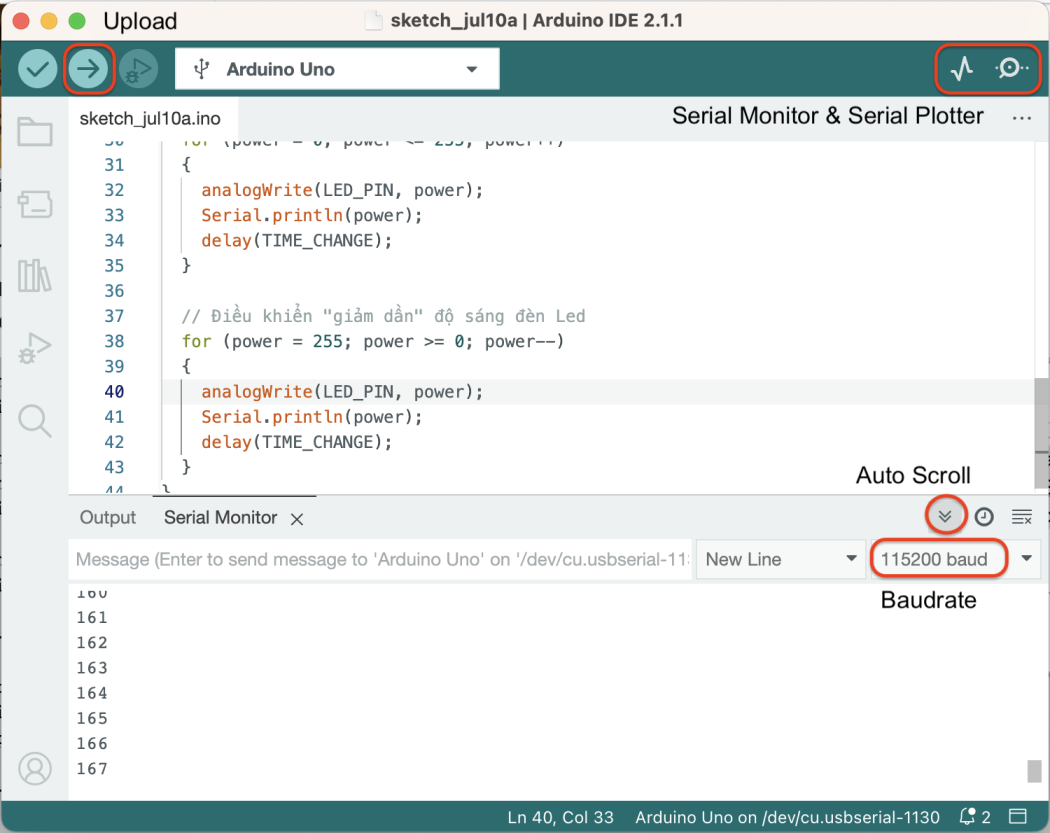 Upload
sketch_jul10a | Arduino IDE 2.1.1
Arduino Uno
Serial Monitor & Serial Plotter
sketch_jul10a.ino
30 for (power = 0; power <= 255; power++)
31 {
32 analogWrite(LED_PIN, power);
33 Serial.println(power);
34 delay(TIME_CHANGE);
35 }
36
37 // Điều khiển "giảm dần" độ sáng đèn Led
38 for (power = 255; power >= 0; power--)
39 {
40 analogWrite(LED_PIN, power);
41 Serial.println(power);
42 delay(TIME_CHANGE);
43 }
44 }
Auto Scroll
Output Serial Monitor
Message (Enter to send message to 'Arduino Uno' on '/dev/cu.usbserial-113
New Line
115200 baud
Baudrate
160
161
162
163
164
165
166
167
Ln 40, Col 33 Arduino Uno on /dev/cu.usbserial-1130 2